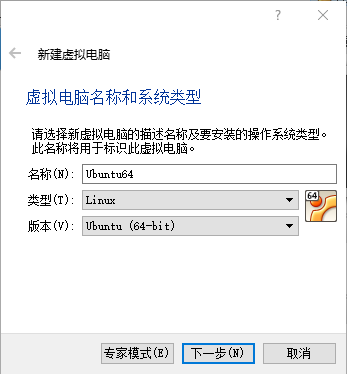 ?
新建虚拟电脑
虚拟电脑名称和系统类型
请选择新虚拟电脑的描述名称及要安装的操作系统类型。
此名称将用于标识此虚拟电脑。
名称(N): Ubuntu64
类型(T): Linux
64
版本(V): Ubuntu (64-bit)
专家模式(E) 下一步(N) 取消